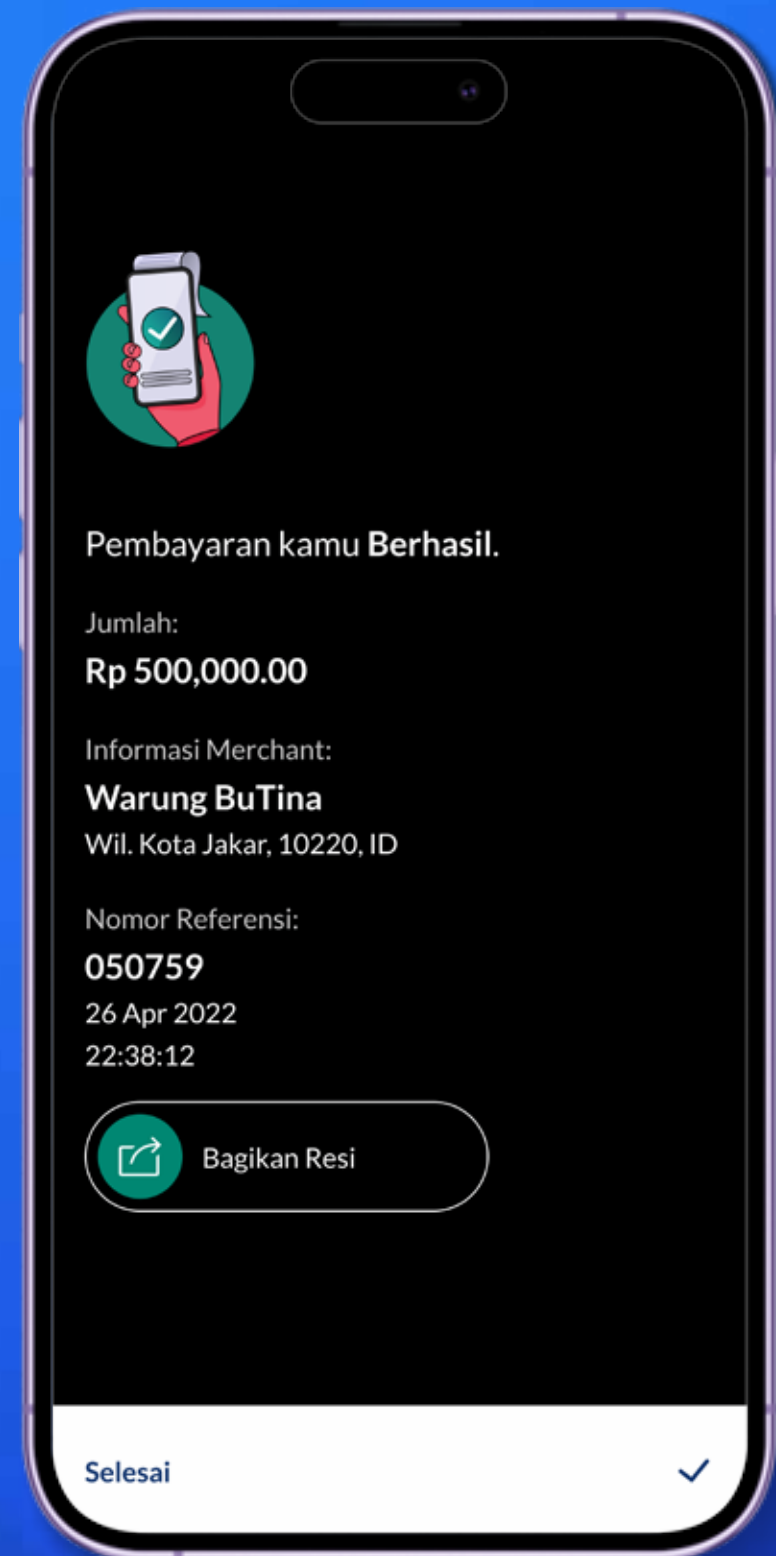 Pembayaran kamu Berhasil.
Jumlah:
Rp 500,000.00
Informasi Merchant:
Warung BuTina
Wil. Kota Jakar, 10220, ID
Nomor Referensi:
050759
26 Apr 2022
22:38:12
Bagikan Resi
Selesai